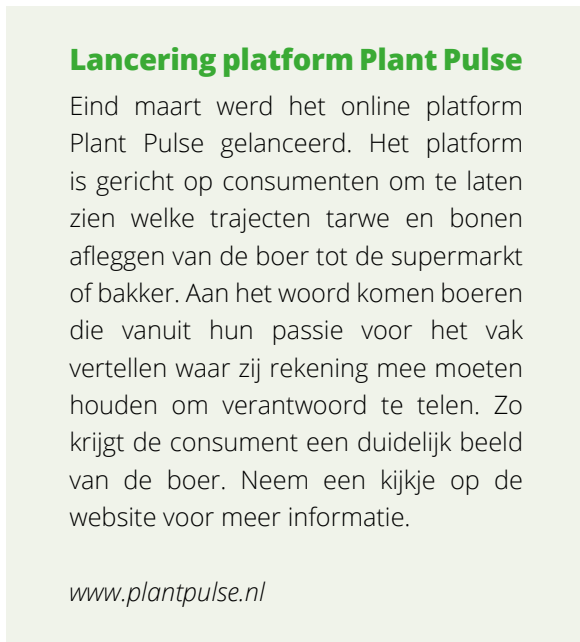 Lancering platform Plant Pulse
Eind maart werd het online platform
Plant Pulse gelanceerd. Het platform
is gericht op consumenten om te laten
zien welke trajecten tarwe en bonen
afleggen van de boer tot de supermarkt
of bakker. Aan het woord komen boeren
die vanuit hun passie voor het vak
vertellen waar zij rekening mee moeten
houden om verantwoord te telen. Zo
krijgt de consument een duidelijk beeld
van de boer. Neem een kijkje op de
website voor meer informatie.
www.plantpulse.nl